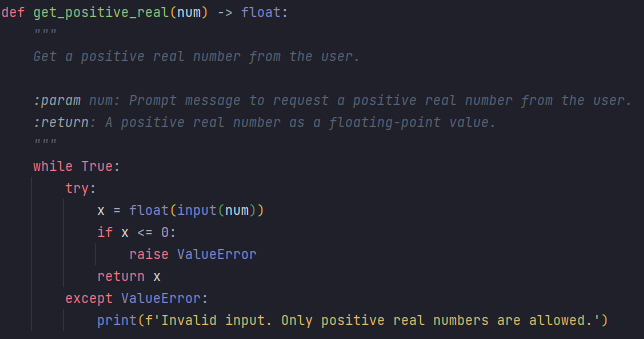 def get_positive_real(num) -> float:
    """
    Get a positive real number from the user.

    :param num: Prompt message to request a positive real number from the user.
    :return: A positive real number as a floating-point value.
    """
    while True:
        try:
            x = float(input(num))
            if x <= 0:
                raise ValueError
            return x
        except ValueError:
            print(f'Invalid input. Only positive real numbers are allowed.')